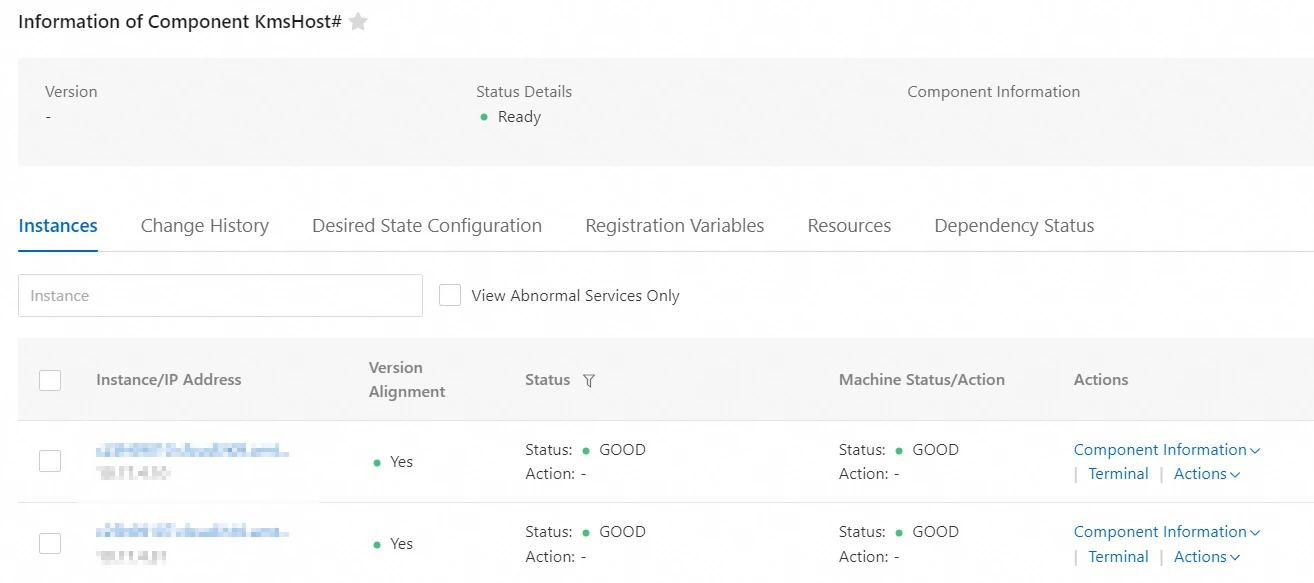 Information of Component KmsHost#
Version
Status Details
Component Information
-
Ready
Instances
Change History
Desired State Configuration
Registration Variables
Resources
Dependency Status
Instance
View Abnormal Services Only
Instance/IP Address
Version
Alignment
Status
Machine Status/Action
Actions
Yes
Status: GOOD
Action: -
Status: GOOD
Action: -
Component Information
| Terminal | Actions
Yes
Status: GOOD
Action: -
Status: GOOD
Action: -
Component Information
| Terminal | Actions